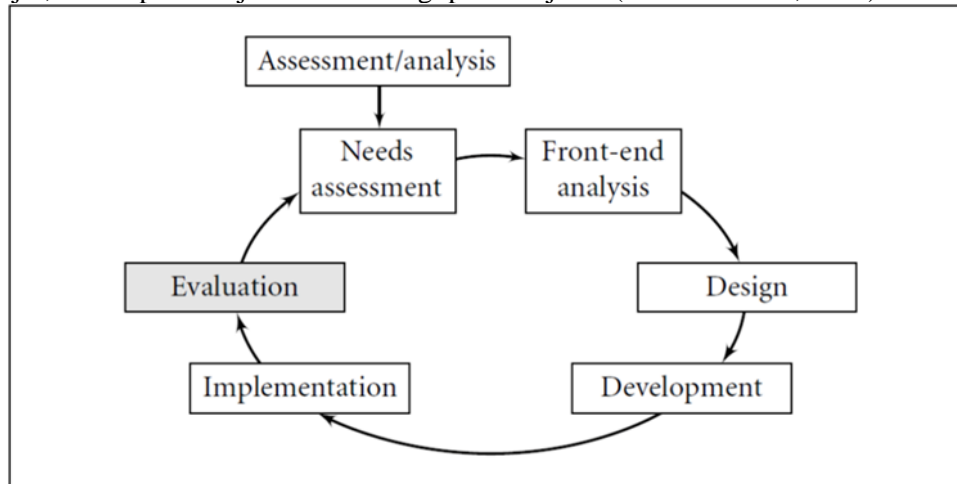 Assessment/analysis
Needs
assessment
Front-end
analysis
Evaluation
Design
Implementation
Development